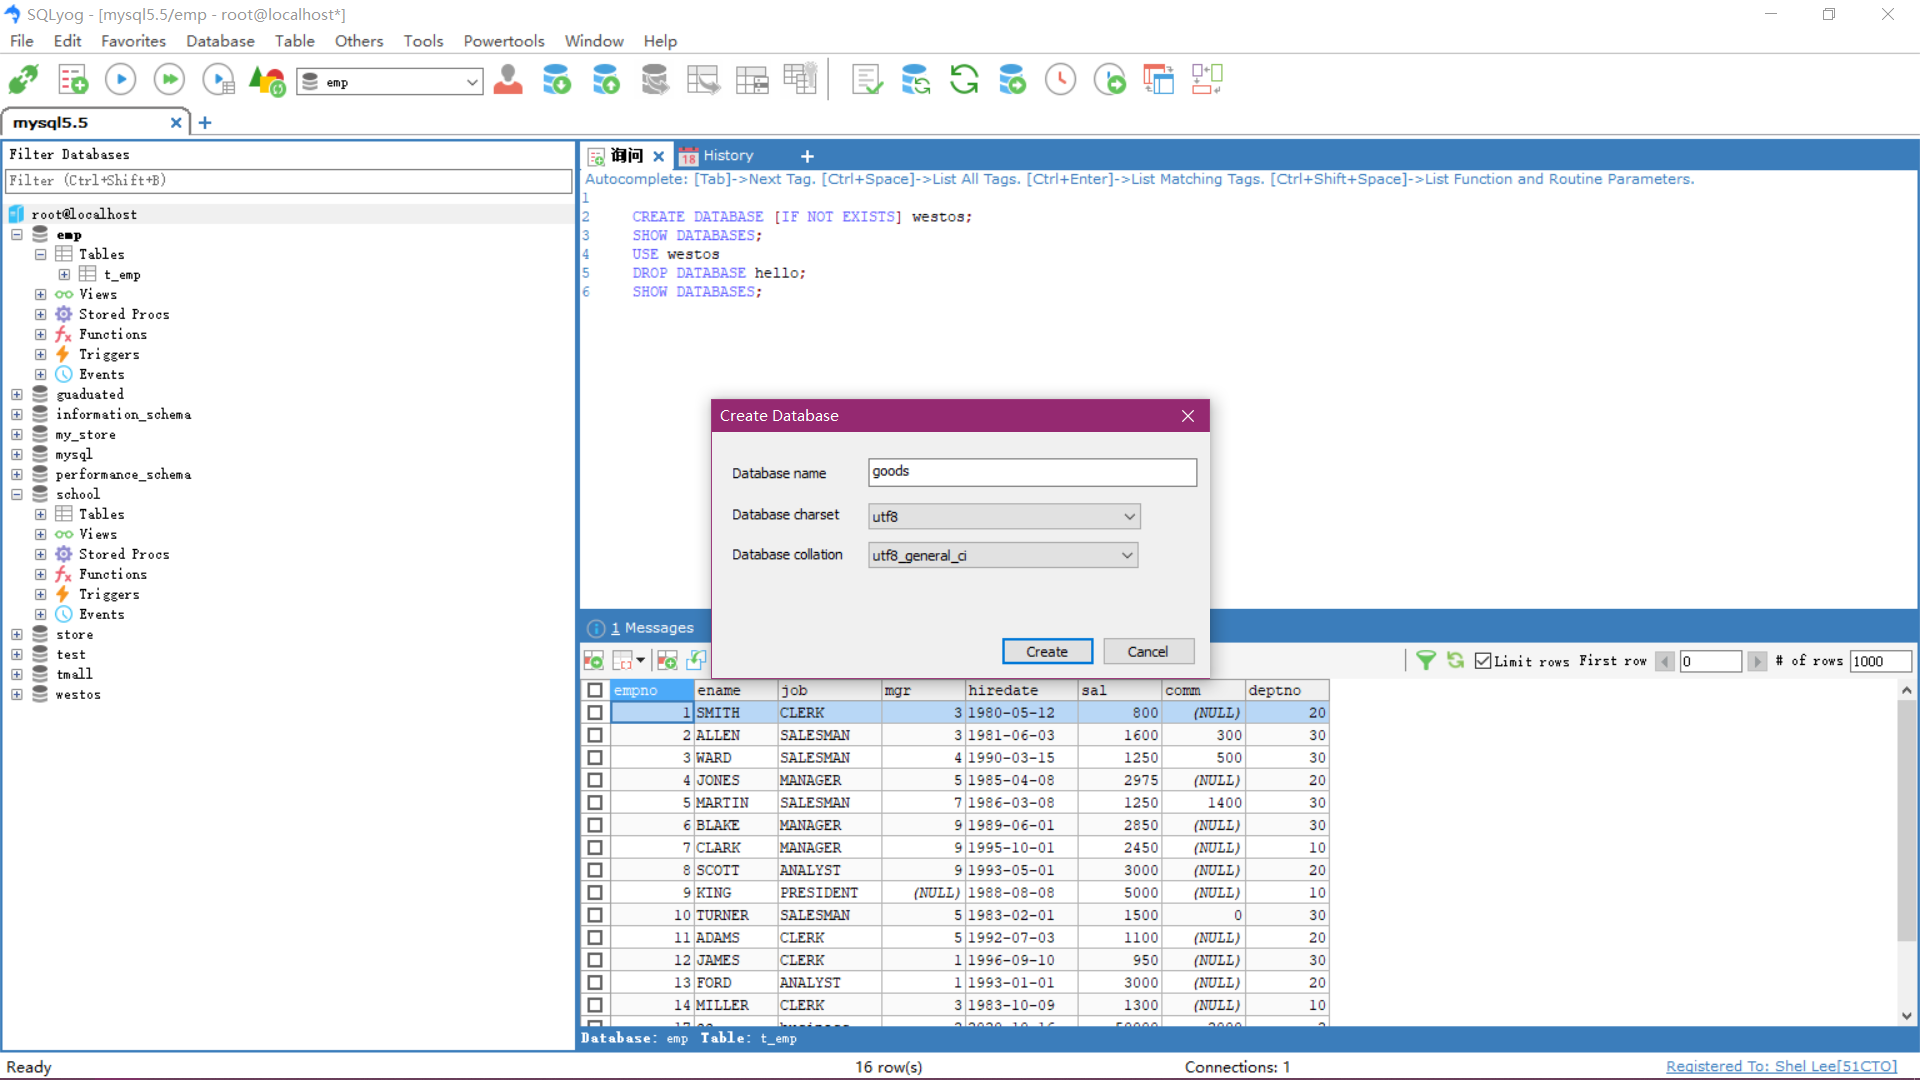 SQLyog - [mysql5.5/emp - root@localhost*]
File Edit Favorites Database Table Others Tools Powertools Window Help
emp
mysql5.5
Filter Databases
Filter (Ctrl+Shift+B)
root@localhost
emp
Tables
t_emp
Views
Stored Procs
Functions
Triggers
Events
guaduated
information_schema
my_store
mysql
performance_schema
school
Tables
Views
Stored Procs
Functions
Triggers
Events
store
test
tmall
westos
询问 18 History
Autocomplete: [Tab]->Next Tag. [Ctrl+Space]->List All Tags. [Ctrl+Enter]->List Matching Tags. [Ctrl+Shift+Space]->List Function and Routine Parameters.
1
2 CREATE DATABASE [IF NOT EXISTS] westos;
3 SHOW DATABASES;
4 USE westos
5 DROP DATABASE hello;
6 SHOW DATABASES;
Create Database
Database name goods
Database charset utf8
Database collation utf8_general_ci
Create Cancel
1 Messages
Limit rows First row 0 # of rows 1000
empno ename job mgr hiredate sal comm deptno
1 SMITH CLERK 3 1980-05-12 800 (NULL) 20
2 ALLEN SALESMAN 3 1981-06-03 1600 300 30
3 WARD SALESMAN 4 1990-03-15 1250 500 30
4 JONES MANAGER 5 1985-04-08 2975 (NULL) 20
5 MARTIN SALESMAN 7 1986-03-08 1250 1400 30
6 BLAKE MANAGER 9 1989-06-01 2850 (NULL) 30
7 CLARK MANAGER 9 1995-10-01 2450 (NULL) 10
8 SCOTT ANALYST 9 1993-05-01 3000 (NULL) 20
9 KING PRESIDENT (NULL) 1988-08-08 5000 (NULL) 10
10 TURNER SALESMAN 5 1983-02-01 1500 0 30
11 ADAMS CLERK 5 1992-07-03 1100 (NULL) 20
12 JAMES CLERK 1 1996-09-10 950 (NULL) 30
13 FORD ANALYST 1 1993-01-01 3000 (NULL) 20
14 MILLER CLERK 3 1983-10-09 1300 (NULL) 10
Database: emp Table: t_emp
Ready 16 row(s) Connections: 1 Registered To: Shel Lee[51CTO]